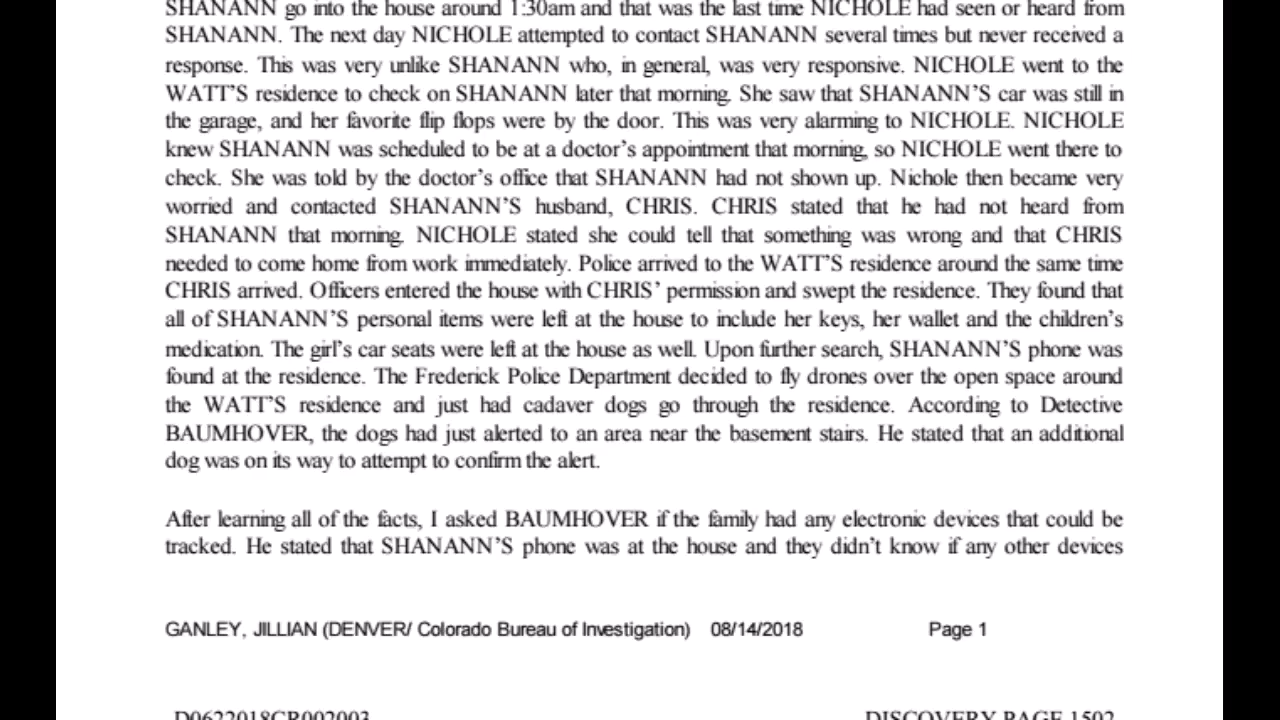 SHANANN go into the house around 1:30am and that was the last time NICHOLE had seen or heard from
SHANANN. The next day NICHOLE attempted to contact SHANANN several times but never received a
response. This was very unlike SHANANN who, in general, was very responsive. NICHOLE went to the
WATT’S residence to check on SHANANN later that morning. She saw that SHANANN’S car was still in
the garage, and her favorite flip flops were by the door. This was very alarming to NICHOLE. NICHOLE
knew SHANANN was scheduled to be at a doctor’s appointment that morning, so NICHOLE went there to
check. She was told by the doctor’s office that SHANANN had not shown up. Nichole then became very
worried and contacted SHANANN’S husband, CHRIS. CHRIS stated that he had not heard from
SHANANN that morning. NICHOLE stated she could tell that something was wrong and that CHRIS
needed to come home from work immediately. Police arrived to the WATT’S residence around the same time
CHRIS arrived. Officers entered the house with CHRIS’ permission and swept the residence. They found that
all of SHANANN’S personal items were left at the house to include her keys, her wallet and the children’s
medication. The girl’s car seats were left at the house as well. Upon further search, SHANANN’S phone was
found at the residence. The Frederick Police Department decided to fly drones over the open space around
the WATT’S residence and just had cadaver dogs go through the residence. According to Detective
BAUMHOVER, the dogs had just alerted to an area near the basement stairs. He stated that an additional
dog was on its way to attempt to confirm the alert.
After learning all of the facts, I asked BAUMHOVER if the family had any electronic devices that could be
tracked. He stated that SHANANN’S phone was at the house and they didn’t know if any other devices
GANLEY, JILLIAN (DENVER/ Colorado Bureau of Investigation) 08/14/2018 Page 1
D0622018CR002003 DISCOVERY PAGE 1502